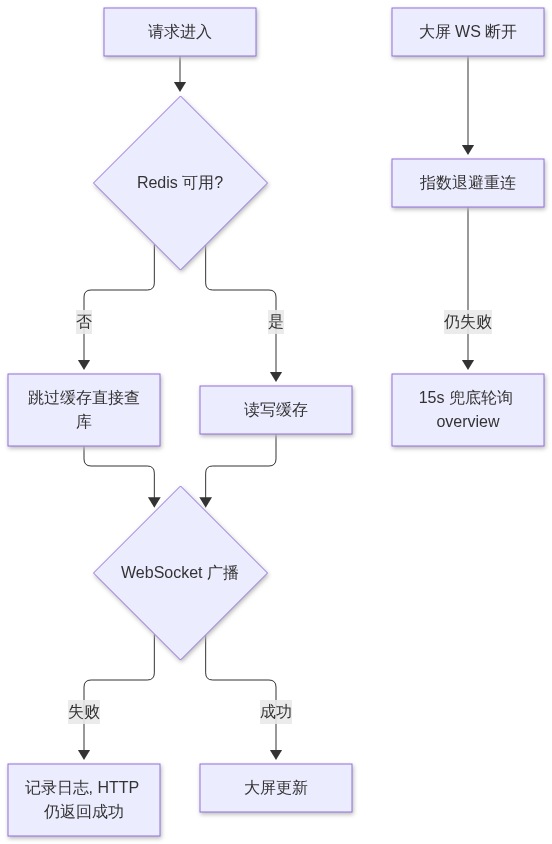 请求进入
Redis 可用?
否
是
跳过缓存直接查
库
读写缓存
WebSocket 广播
失败
成功
记录日志, HTTP
仍返回成功
大屏更新
大屏 WS 断开
指数退避重连
仍失败
15s 兜底轮询
overview